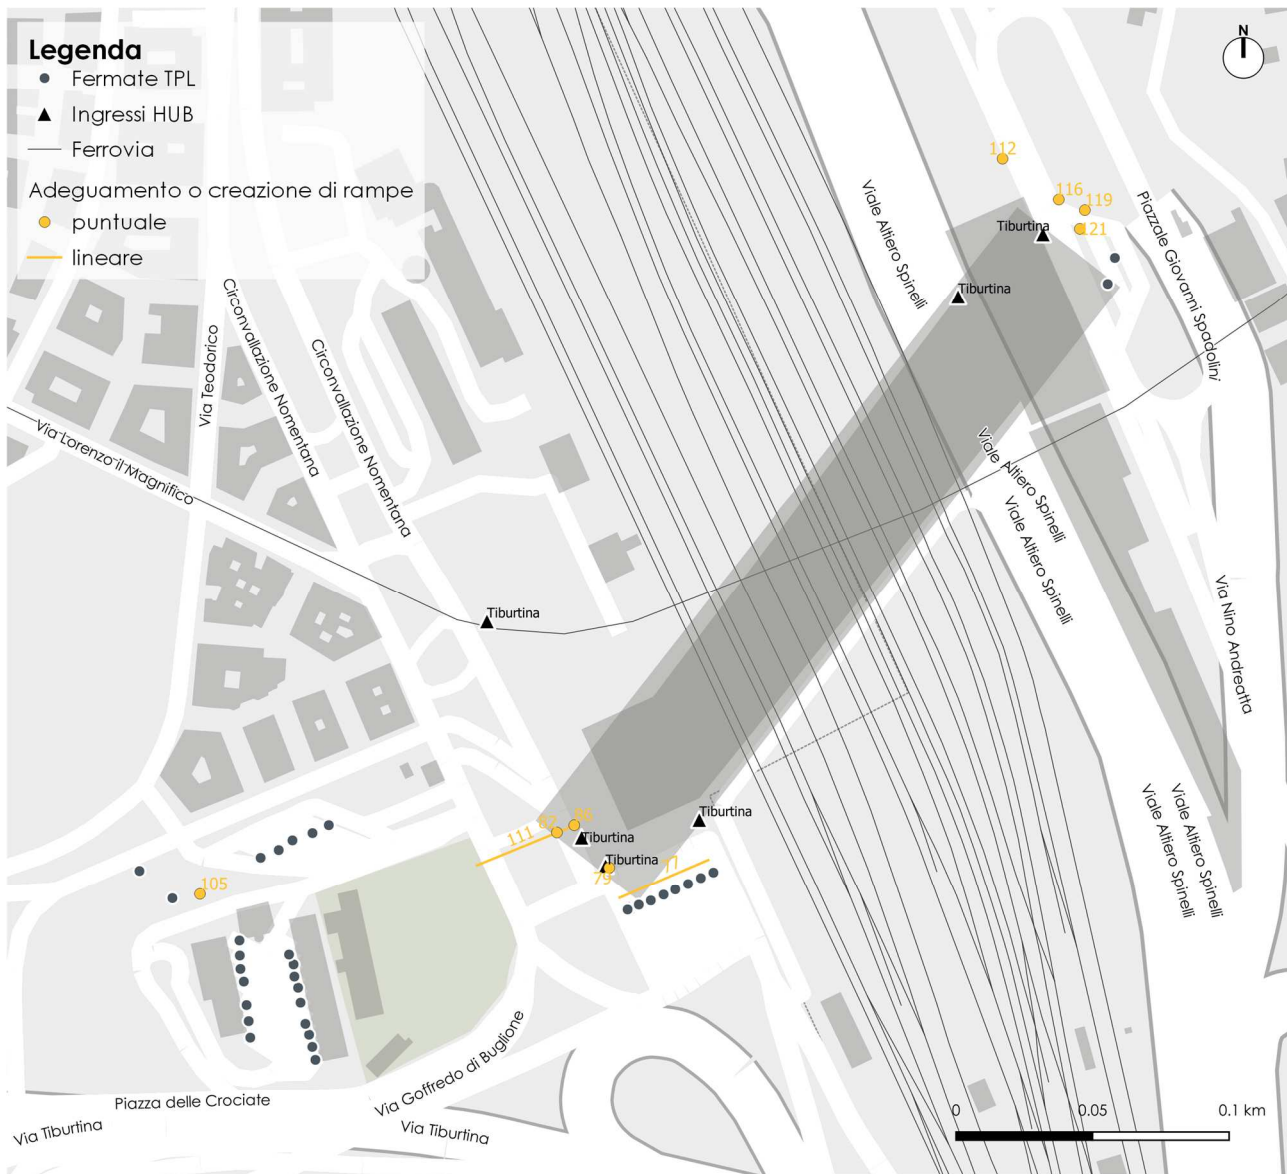 Legenda
Fermate TPL
Ingressi HUB
Ferrovia
Adeguamento o creazione di rampe
puntuale
lineare
N
112
116
119
121
Tiburtina
Tiburtina
Viale Altiero Spinelli
Piazzale Giovanni Spadolini
Via Teodorico
Circonvallazione Nomentana
Circonvallazione Nomentana
Via Lorenzo il Magnifico
Viale Altiero Spinelli
Viale Altiero Spinelli
Via Nino Andreatta
Tiburtina
Tiburtina
82
111
Tiburtina
Tiburtina
77
79
105
Viale Altiero Spinelli
Viale Altiero Spinelli
Via Goffredo di Buglione
Piazza delle Crociate
Via Tiburtina
Via Tiburtina
0 0.05 0.1 km